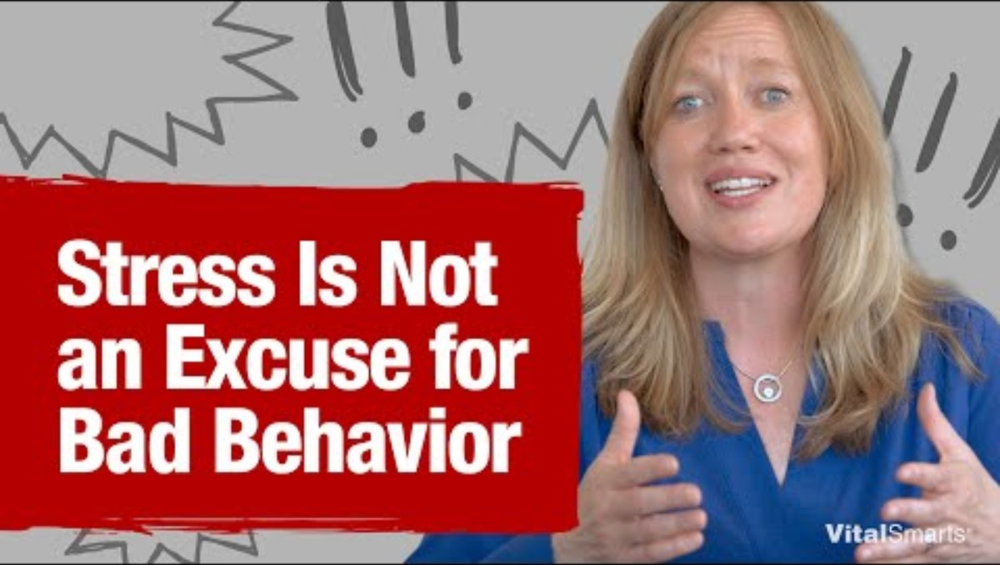 Stress Is Not
an Excuse for
Bad Behavior
VitalSmarts